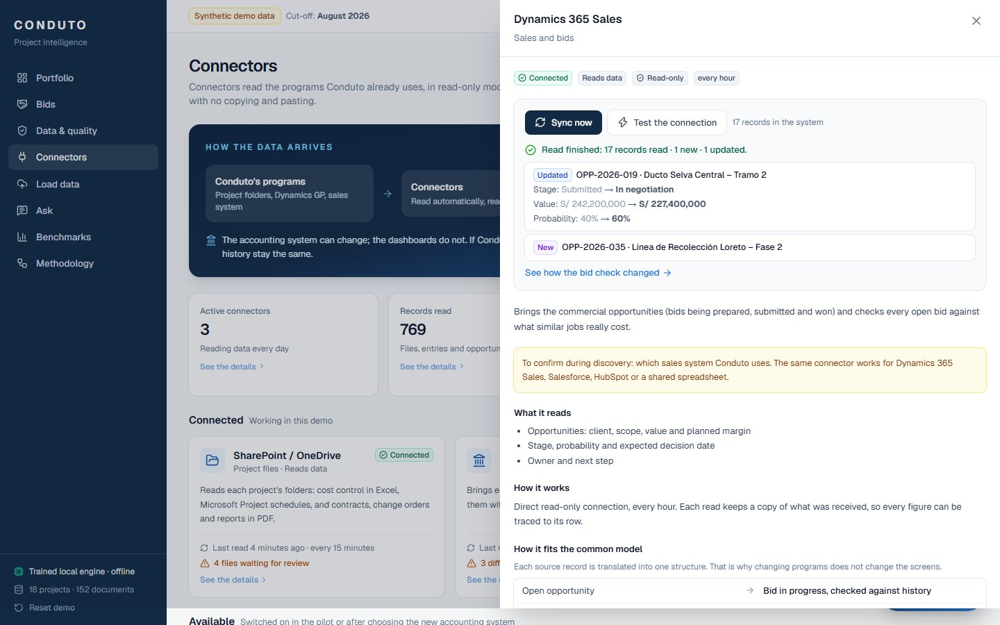 CONDUTO
Project Intelligence
Portfolio
Bids
Data & quality
Connectors
Load data
Ask
Benchmarks
Methodology
Trained local engine · offline
18 projects · 152 documents
Reset demo
Synthetic demo data
Cut-off: August 2026
Connectors
Connectors read the programs Conduto already uses, in read-only
with no copying and pasting.
HOW THE DATA ARRIVES
Conduto's programs
Project folders, Dynamics GP, sales
system
Connectors
Read automatically,
The accounting system can change; the dashboards do not. If
history stay the same.
Active connectors
3
Reading data every day
See the details
Records read
769
Files, entries and
See the details
Connected Working in this demo
SharePoint / OneDrive
Connected
Project files · Reads data
Reads each project's folders: cost control in Excel,
Microsoft Project schedules, and contracts, change orders
and reports in PDF.
Last read 4 minutes ago · every 15 minutes
4 files waiting for review
See the details
Brings
them
Last
3
See the
Available Switched on in the pilot or after choosing the new accounting system
Dynamics 365 Sales
Sales and bids
Connected
Reads data
Read-only
every hour
Sync now
Test the connection
17 records in the system
Read finished: 17 records read · 1 new · 1 updated.
Updated OPP-2026-019 · Ducto Selva Central – Tramo 2
Stage: Submitted → In negotiation
Value: S/ 242,200,000 → S/ 227,400,000
Probability: 40% → 60%
New OPP-2026-035 · Línea de Recolección Loreto – Fase 2
See how the bid check changed →
Brings the commercial opportunities (bids being prepared, submitted and won) and checks every open bid against
what similar jobs really cost.
To confirm during discovery: which sales system Conduto uses. The same connector works for Dynamics 365
Sales, Salesforce, HubSpot or a shared spreadsheet.
What it reads
• Opportunities: client, scope, value and planned margin
• Stage, probability and expected decision date
• Owner and next step
How it works
Direct read-only connection, every hour. Each read keeps a copy of what was received, so every figure can be
traced to its row.
How it fits the common model
Each source record is translated into one structure. That is why changing programs does not change the screens.
Open opportunity → Bid in progress, checked against history